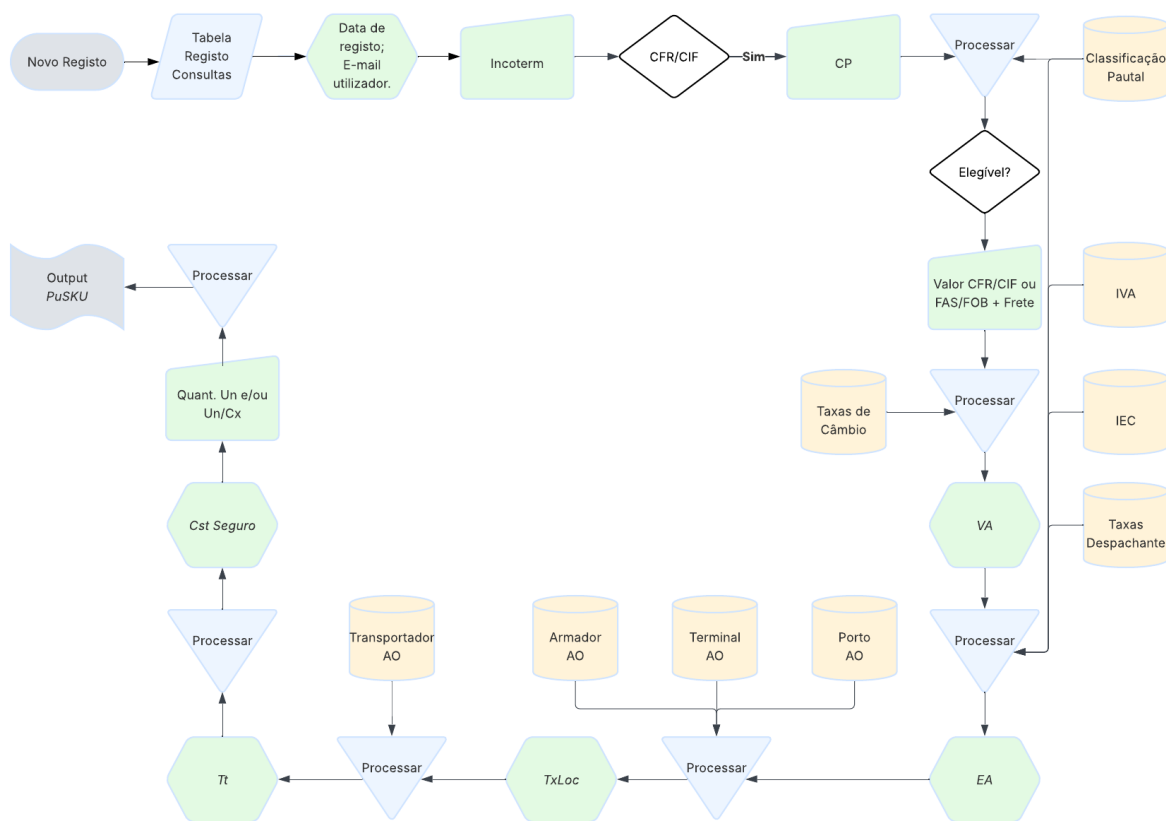 Novo Registo
Tabela
Registo
Consultas
Data de
registo;
E-mail
utilizador.
Incoterm
CFR/CIF
Sim
CP
Processar
Classificação
Pautal
Elegível?
Output
PuSKU
Processar
Valor CFR/CIF ou
FAS/FOB + Frete
IVA
Quant. Un e/ou
Un/Cx
Taxas de
Câmbio
Processar
IEC
Cst Seguro
VA
Taxas
Despachante
Processar
Transportador
AO
Armador
AO
Terminal
AO
Porto
AO
Processar
Tt
Processar
TxLoc
Processar
EA